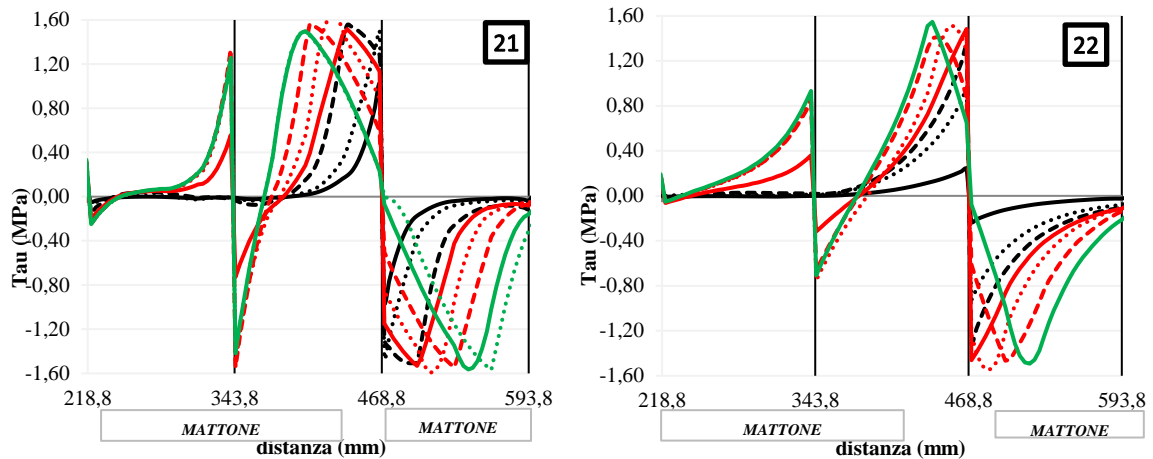 1,60
1,20
0,80
0,40
0,00
-0,40
-0,80
-1,20
-1,60
Tau (MPa)
21
218,8 343,8 468,8 593,8
MATTONE MATTONE
distanza (mm)
1,60
1,20
0,80
0,40
0,00
-0,40
-0,80
-1,20
-1,60
Tau (MPa)
22
218,8 343,8 468,8 593,8
MATTONE MATTONE
distanza (mm)